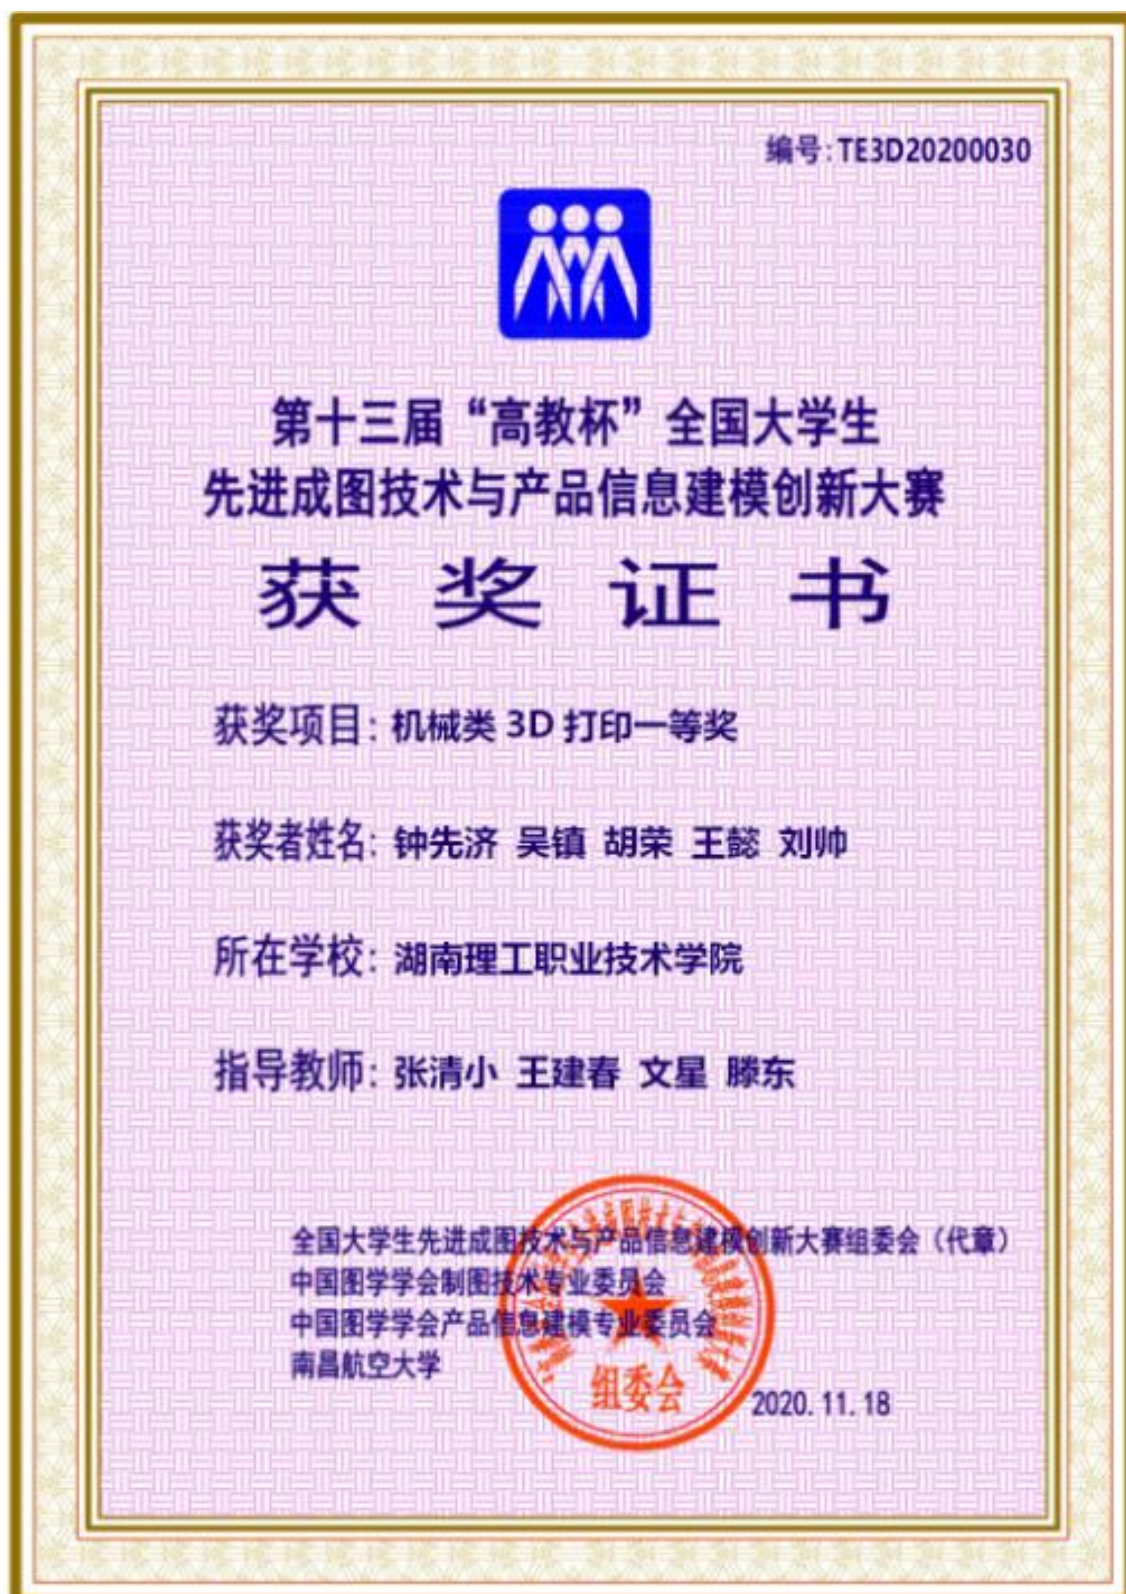 编号:TE3D20200030
第十三届“高教杯”全国大学生
先进成图技术与产品信息建模创新大赛
获奖证书
获奖项目：机械类 3D 打印一等奖
获奖者姓名：钟先济 吴镇 胡荣 王懿 刘帅
所在学校：湖南理工职业技术学院
指导教师：张清小 王建春 文星 滕东
全国大学生先进成图技术与产品信息建模创新大赛组委会（代章）
中国图学学会制图技术专业委员会
中国图学学会产品信息建模专业委员会
南昌航空大学
组委会
2020.11.18